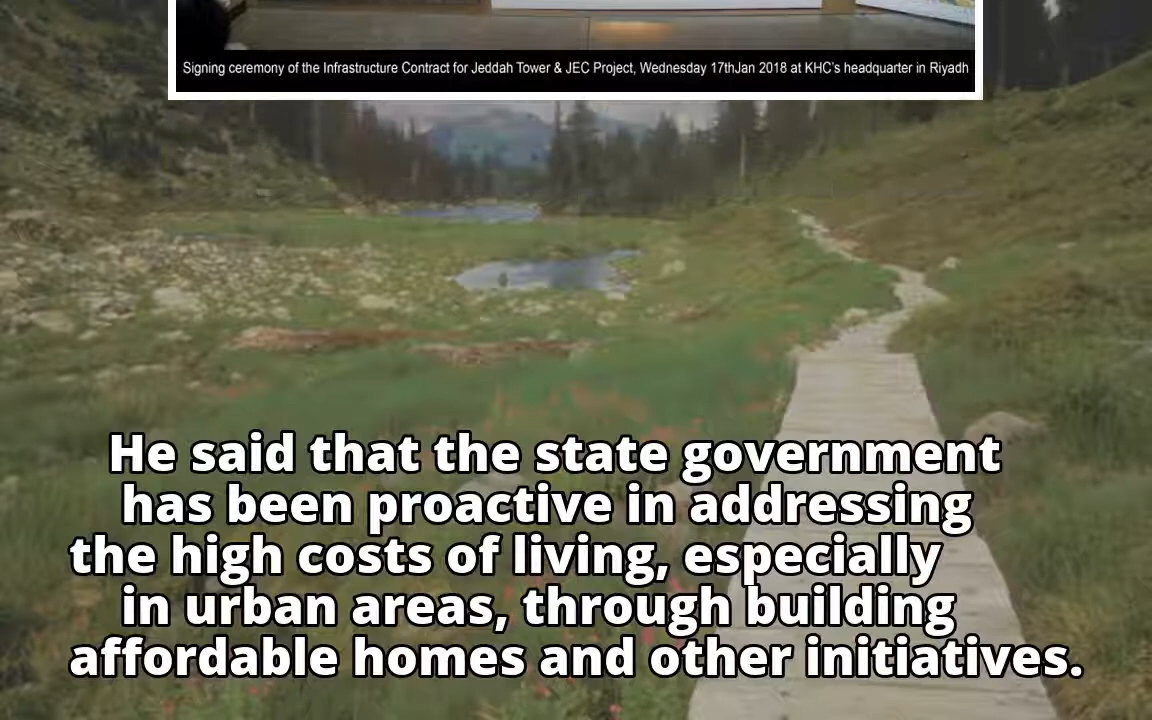 Signing ceremony of the Infrastructure Contract for Jeddah Tower & JEC Project, Wednesday 17thJan 2018 at KHC's headquarter in Riyadh
He said that the state government
has been proactive in addressing
the high costs of living, especially
in urban areas, through building
affordable homes and other initiatives.